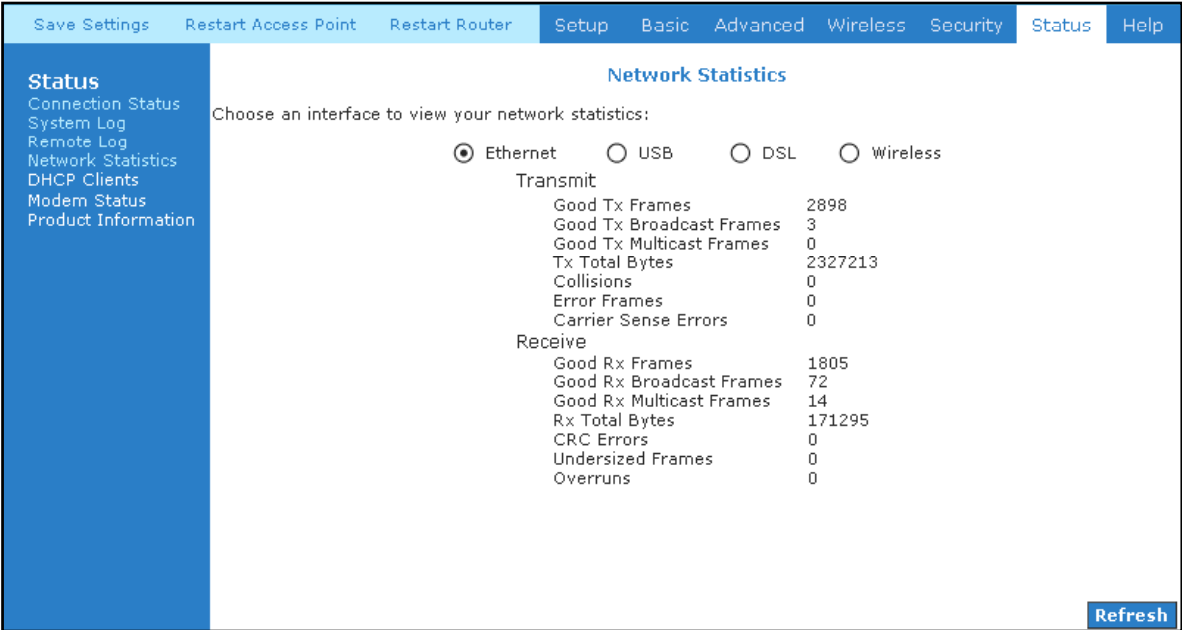 Save Settings Restart Access Point Restart Router Setup Basic Advanced Wireless Security Status Help
Status
Connection Status
System Log
Remote Log
Network Statistics
DHCP Clients
Modem Status
Product Information
Network Statistics
Choose an interface to view your network statistics:
Ethernet USB DSL Wireless
Transmit
Good Tx Frames 2898
Good Tx Broadcast Frames 3
Good Tx Multicast Frames 0
Tx Total Bytes 2327213
Collisions 0
Error Frames 0
Carrier Sense Errors 0
Receive
Good Rx Frames 1805
Good Rx Broadcast Frames 72
Good Rx Multicast Frames 14
Rx Total Bytes 171295
CRC Errors 0
Undersized Frames 0
Overruns 0
Refresh